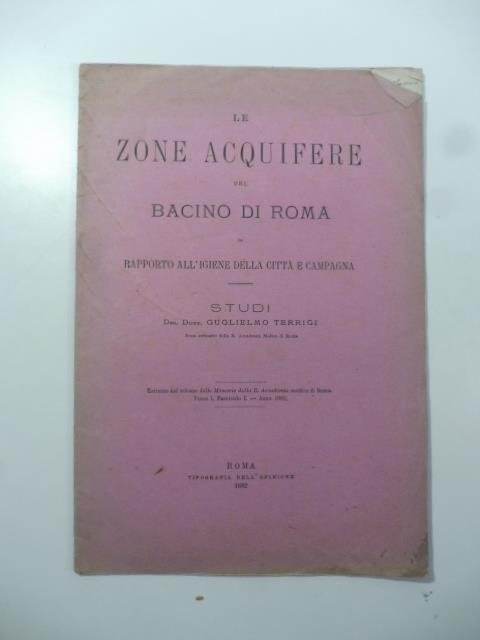 LE
ZONE ACQUIFERE
DEL
BACINO DI ROMA
IN
RAPPORTO ALL'IGIENE DELLA CITTÀ E CAMPAGNA
STUDI
DEL DOTT. GUGLIELMO TERRIGI
Socio ordinario della R. Accademia Medica di Roma
Estratto dal volume delle Memorie della R. Accademia medica di Roma.
Tomo I, Fascicolo I. — Anno 1882.
ROMA
TIPOGRAFIA DELL'OPINIONE
1882